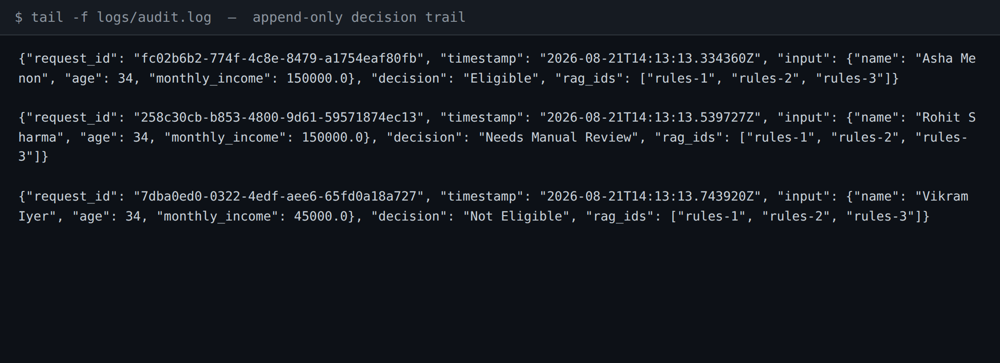 $ tail -f logs/audit.log  —  append-only decision trail
{"request_id": "fc02b6b2-774f-4c8e-8479-a1754eaf80fb", "timestamp": "2026-08-21T14:13:13.334360Z", "input": {"name": "Asha Me
non", "age": 34, "monthly_income": 150000.0}, "decision": "Eligible", "rag_ids": ["rules-1", "rules-2", "rules-3"]}
{"request_id": "258c30cb-b853-4800-9d61-59571874ec13", "timestamp": "2026-08-21T14:13:13.539727Z", "input": {"name": "Rohit S
harma", "age": 34, "monthly_income": 150000.0}, "decision": "Needs Manual Review", "rag_ids": ["rules-1", "rules-2", "rules-
3"]}
{"request_id": "7dba0ed0-0322-4edf-aee6-65fd0a18a727", "timestamp": "2026-08-21T14:13:13.743920Z", "input": {"name": "Vikram
Iyer", "age": 34, "monthly_income": 45000.0}, "decision": "Not Eligible", "rag_ids": ["rules-1", "rules-2", "rules-3"]}